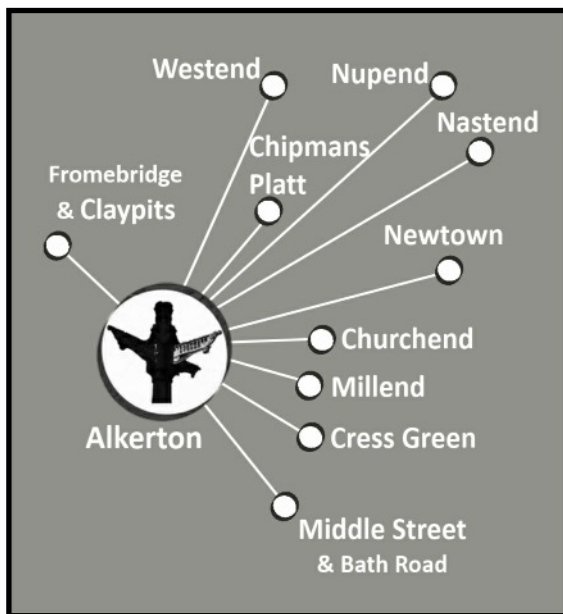 Westend
Nupend
Nastend
Chipmans
Platt
Fromebridge
& Claypits
Newtown
Churchend
Millend
Cress Green
Alkerton
Middle Street
& Bath Road